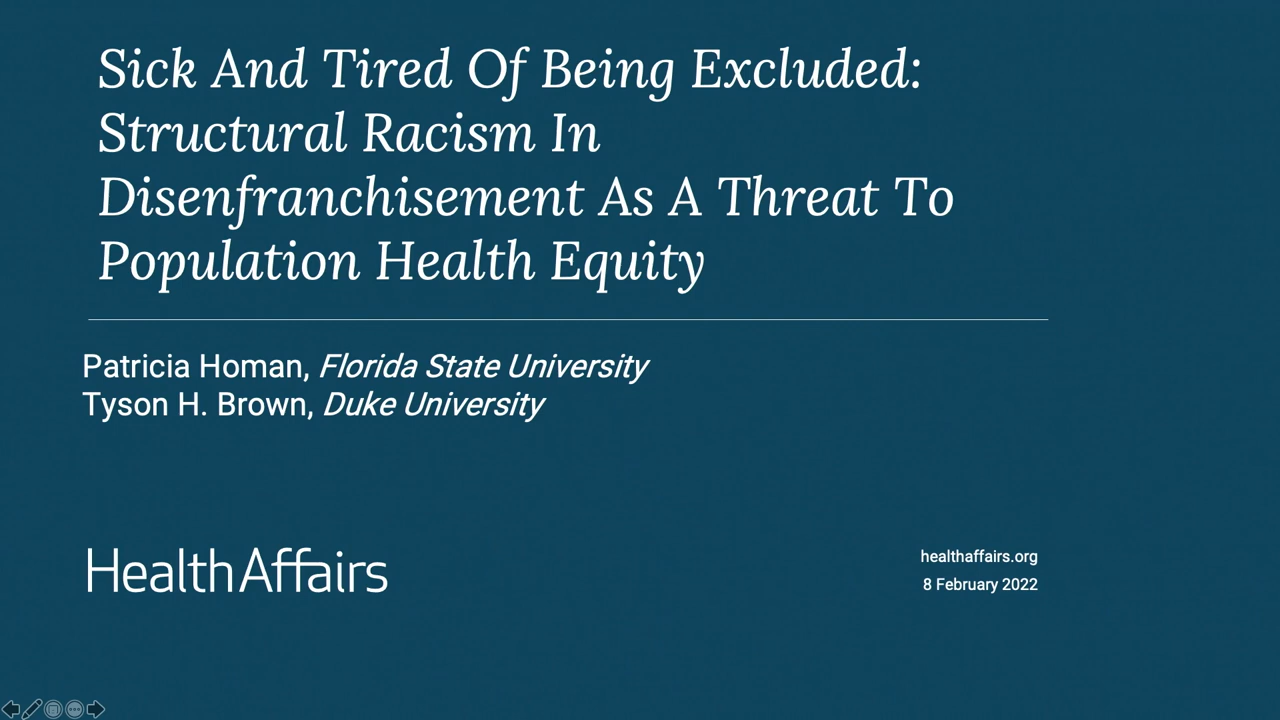 Sick And Tired Of Being Excluded:
Structural Racism In
Disenfranchisement As A Threat To
Population Health Equity
Patricia Homan, Florida State University
Tyson H. Brown, Duke University
HealthAffairs
healthaffairs.org
8 February 2022